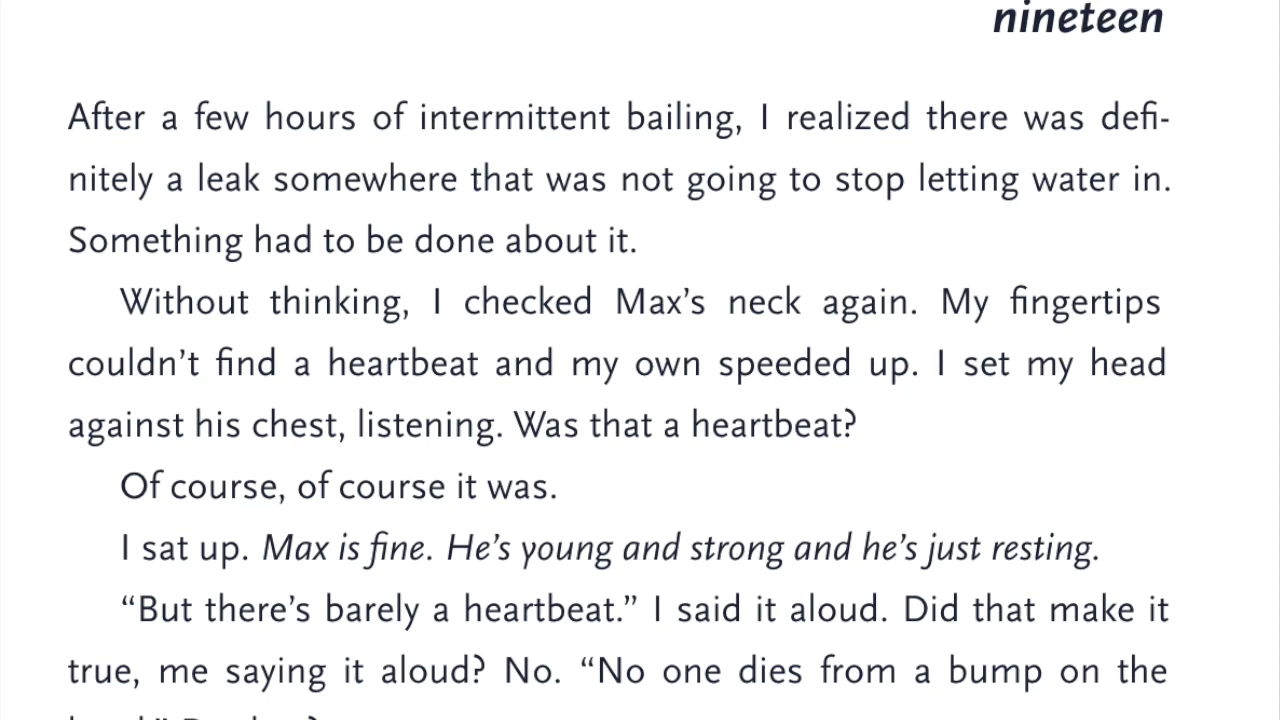 nineteen
After a few hours of intermittent bailing, I realized there was defi-
nitely a leak somewhere that was not going to stop letting water in.
Something had to be done about it.
Without thinking, I checked Max’s neck again. My fingertips
couldn’t find a heartbeat and my own speeded up. I set my head
against his chest, listening. Was that a heartbeat?
Of course, of course it was.
I sat up. Max is fine. He’s young and strong and he’s just resting.
“But there’s barely a heartbeat.” I said it aloud. Did that make it
true, me saying it aloud? No. “No one dies from a bump on the